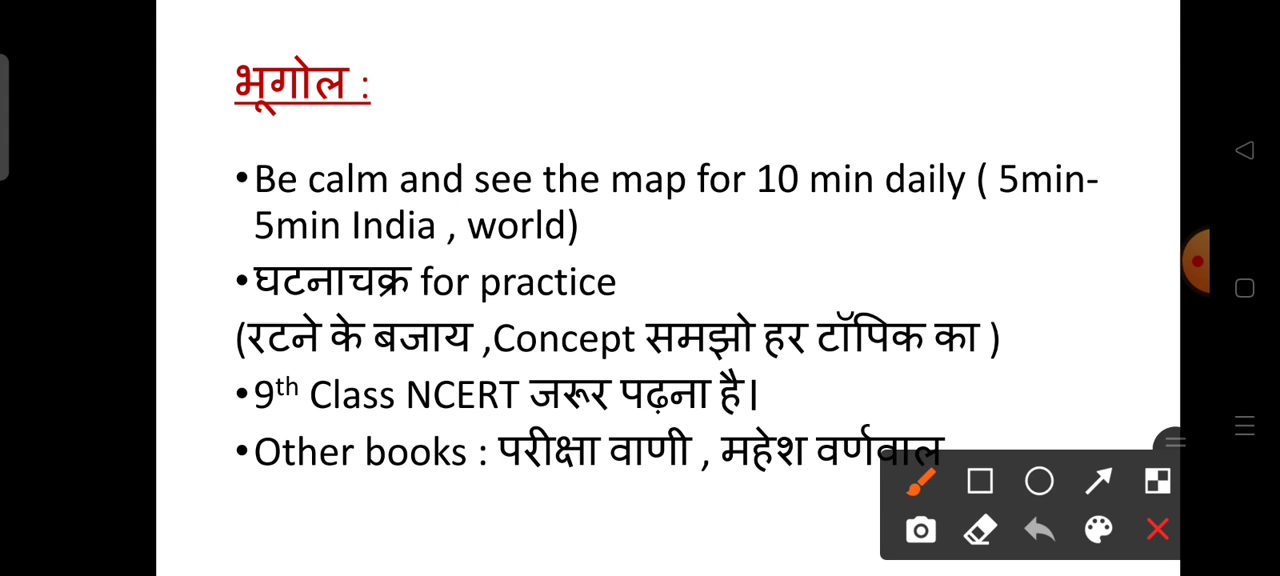 भूगोल :
•Be calm and see the map for 10 min daily ( 5min-
5min India , world)
•घटनाचक्र for practice
(रटने के बजाय ,Concept समझो हर टॉपिक का )
•9th Class NCERT जरूर पढ़ना है।
•Other books : परीक्षा वाणी , महेश वर्णवाल